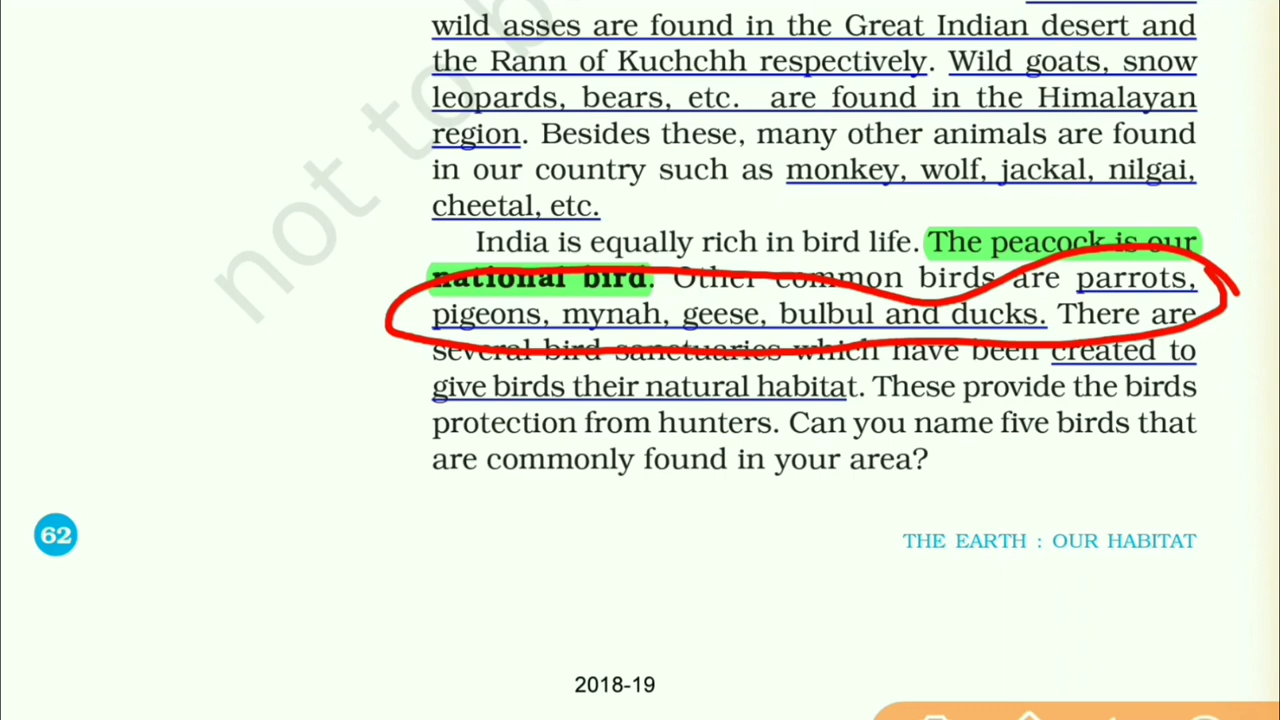 wild asses are found in the Great Indian desert and
the Rann of Kuchchh respectively. Wild goats, snow
leopards, bears, etc. are found in the Himalayan
region. Besides these, many other animals are found
in our country such as monkey, wolf, jackal, nilgai,
cheetal, etc.
India is equally rich in bird life. The peacock is our
national bird. Other common birds are parrots,
pigeons, mynah, geese, bulbul and ducks. There are
several bird sanctuaries which have been created to
give birds their natural habitat. These provide the birds
protection from hunters. Can you name five birds that
are commonly found in your area?
not to b
62
THE EARTH : OUR HABITAT
2018-19